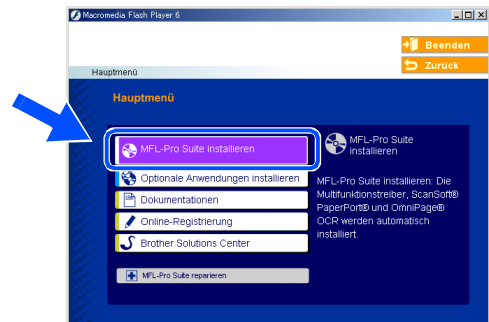 Macromedia Flash Player 6
Beenden
Zurück
Hauptmenü
Hauptmenü
MFL-Pro Suite installieren
Optionale Anwendungen installieren
Dokumentationen
Online-Registrierung
Brother Solutions Center
MFL-Pro Suite reparieren
MFL-Pro Suite
installieren
MFL-Pro Suite installieren: Die
Multifunktionstreiber, ScanSoft®
PaperPort® und OmniPage®
OCR werden automatisch
installiert.